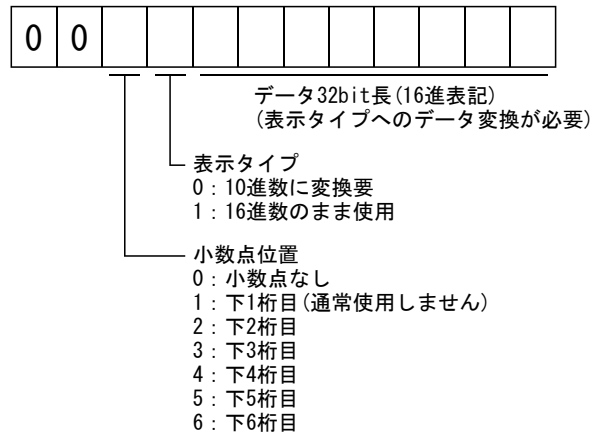 0 0
データ32bit長(16進表記)
(表示タイプへのデータ変換が必要)
表示タイプ
0：10進数に変換要
1：16進数のまま使用
小数点位置
0：小数点なし
1：下1桁目(通常使用しません)
2：下2桁目
3：下3桁目
4：下4桁目
5：下5桁目
6：下6桁目